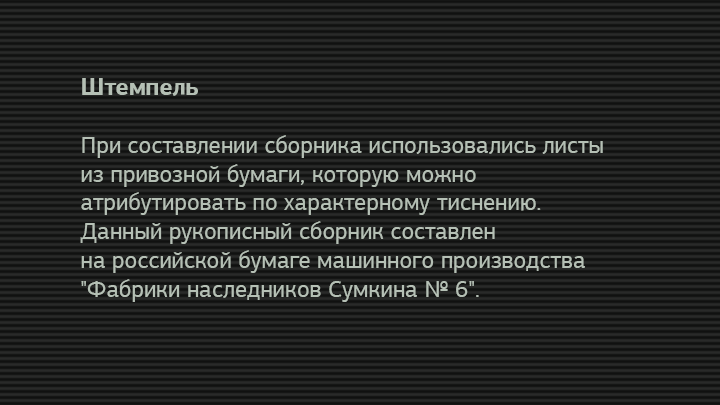 Штемпель
При составлении сборника использовались листы
из привозной бумаги, которую можно
атрибутировать по характерному тиснению.
Данный рукописный сборник составлен
на российской бумаге машинного производства
"Фабрики наследников Сумкина № 6".